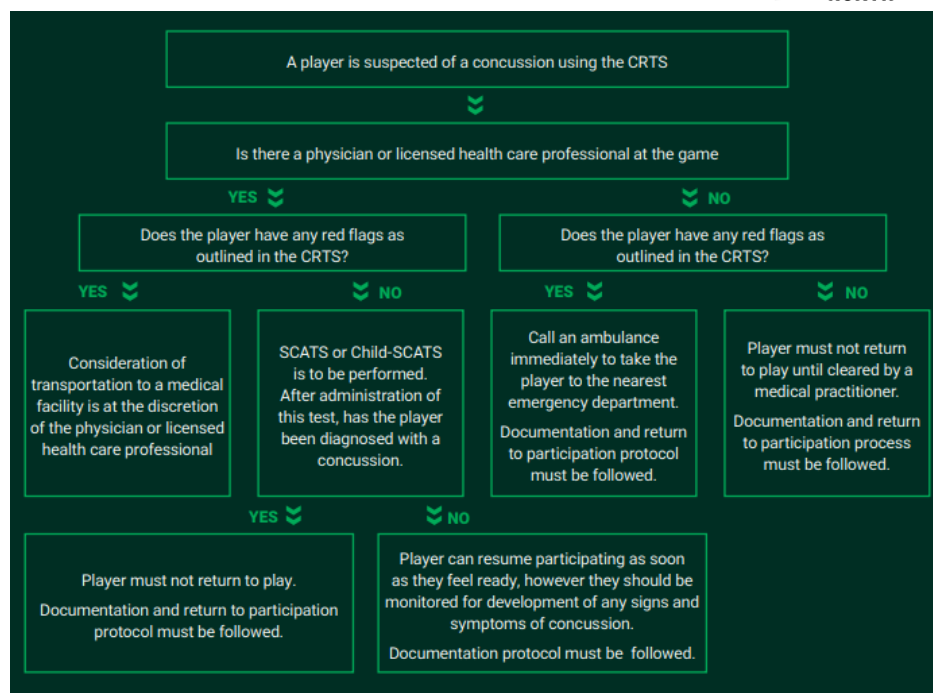 A player is suspected of a concussion using the CRTS
Is there a physician or licensed health care professional at the game
YES
NO
Does the player have any red flags as
outlined in the CRTS?
Does the player have any red flags as
outlined in the CRTS?
YES
NO
YES
NO
Consideration of
transportation to a medical
facility is at the discretion
of the physician or licensed
health care professional
SCATS or Child-SCATS
is to be performed.
After administration of
this test, has the player
been diagnosed with a
concussion.
Call an ambulance
immediately to take the
player to the nearest
emergency department.
Documentation and return
to participation protocol
must be followed.
Player must not return
to play until cleared by a
medical practitioner.
Documentation and return
to participation process
must be followed.
YES
NO
Player must not return to play.
Documentation and return to participation
protocol must be followed.
Player can resume participating as soon
as they feel ready, however they should be
monitored for development of any signs and
symptoms of concussion.
Documentation protocol must be followed.